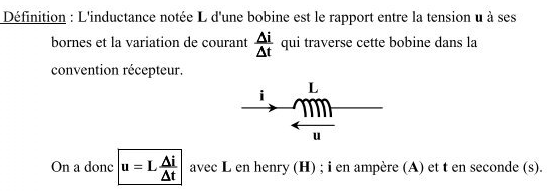 Définition : L'inductance notée L d'une bobine est le rapport entre la tension u à ses
bornes et la variation de courant Δi/Δt qui traverse cette bobine dans la
convention récepteur.
i L
u
On a donc u = L Δi/Δt avec L en henry (H) ; i en ampère (A) et t en seconde (s).